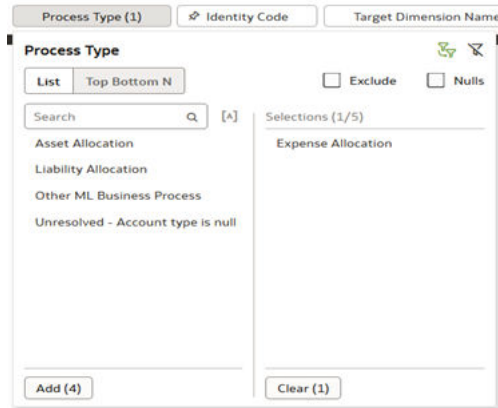 Process Type (1)
Identity Code
Target Dimension Name
Process Type
List
Top Bottom N
Exclude
Nulls
Search
[A]
Selections (1/5)
Asset Allocation
Liability Allocation
Other ML Business Process
Unresolved - Account type is null
Expense Allocation
Add (4)
Clear (1)